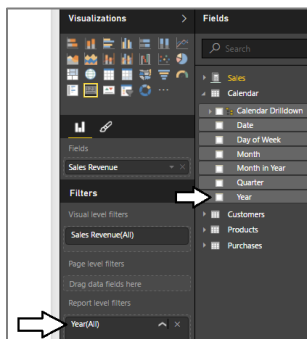 Visualizations
Fields
Search
Sales
Calendar
Calendar Drilldown
Date
Day of Week
Month
Month in Year
Quarter
Year
Customers
Products
Purchases
Fields
Sales Revenue
Filters
Visual level filters
Sales Revenue(All)
Page level filters
Drag data fields here
Report level filters
Year(All)